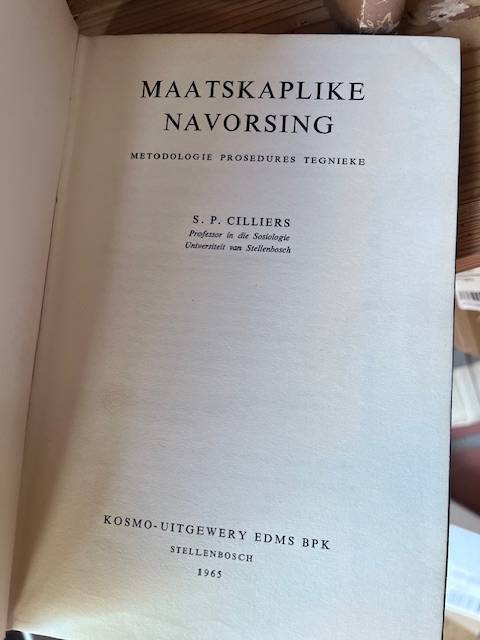 MAATSKAPLIKE
NAVORSING
METODOLOGIE PROSEDURES TEGNIEKE
S. P. CILLIERS
Professor in die Sosiologie
Universiteit van Stellenbosch
KOSMO-UITGEWERY EDMS BPK
STELLENBOSCH
1965